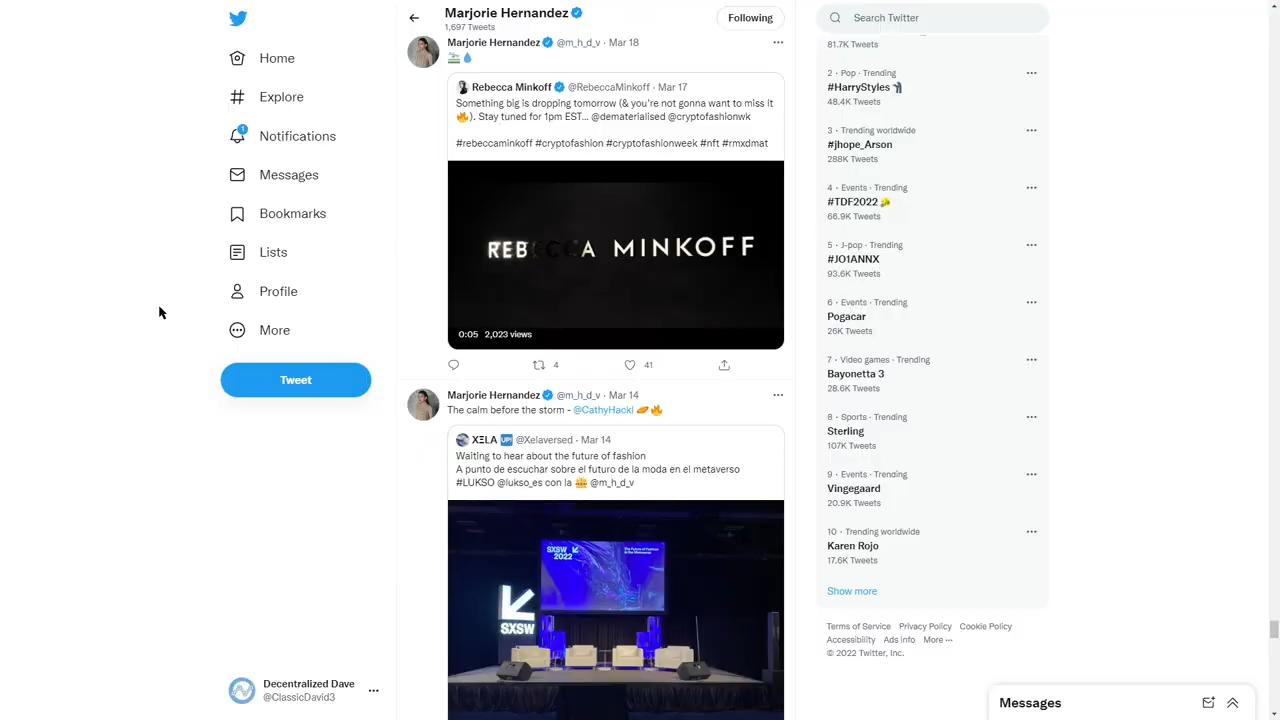 Home
Explore
1
Notifications
Messages
Bookmarks
Lists
Profile
More
Tweet
Decentralized Dave
@ClassicDavid3
Marjorie Hernandez
1,697 Tweets
Following
Marjorie Hernandez @m_h_d_v · Mar 18
Rebecca Minkoff @RebeccaMinkoff · Mar 17
Something big is dropping tomorrow (& you're not gonna want to miss it
🔥). Stay tuned for 1pm EST... @dematerialised @cryptofashionwk
#rebeccaminkoff #cryptofashion #cryptofashionweek #nft #rmxdmat
REBECCA MINKOFF
0:05 2,023 views
4
41
Marjorie Hernandez @m_h_d_v · Mar 14
The calm before the storm - @CathyHackl 🔥
XΞLA UP! @Xelaversed · Mar 14
Waiting to hear about the future of fashion
A punto de escuchar sobre el futuro de la moda en el metaverso
#LUKSO @lukso_es con la @m_h_d_v
SXSW
2022
The Future of Fashion
in the Metaverse
SXSW
Search Twitter
81.7K Tweets
2 · Pop · Trending
#HarryStyles
48.4K Tweets
3 · Trending worldwide
#jhope_Arson
288K Tweets
4 · Events · Trending
#TDF2022
66.9K Tweets
5 · J-pop · Trending
#JO1ANNX
93.6K Tweets
6 · Events · Trending
Pogacar
26K Tweets
7 · Video games · Trending
Bayonetta 3
28.6K Tweets
8 · Sports · Trending
Sterling
107K Tweets
9 · Events · Trending
Vingegaard
20.9K Tweets
10 · Trending worldwide
Karen Rojo
17.6K Tweets
Show more
Terms of Service Privacy Policy Cookie Policy
Accessibility Ads info More ···
© 2022 Twitter, Inc.
Messages